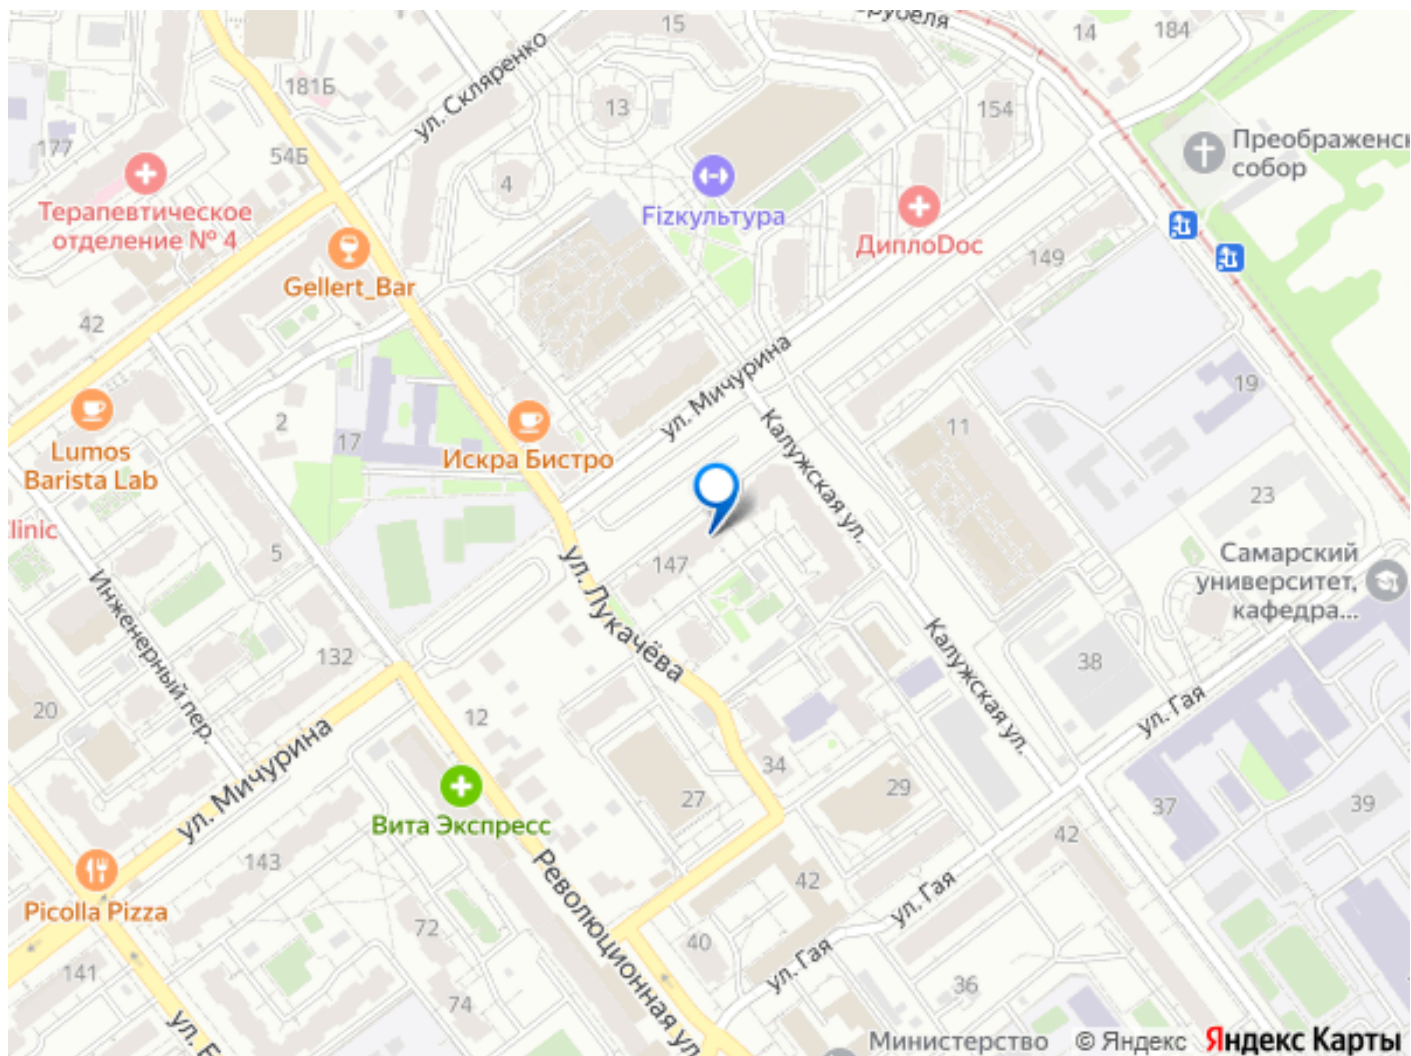 15
14
184
181Б
ул. Скляренко
13
154
177
54Б
Преображенс
собор
4
Терапевтическое
отделение № 4
Fizкультура
ДиплоDoc
149
Gellert_Bar
42
ул. Мичурина
19
2
17
Калужская ул.
11
Lumos
Barista Lab
Искра Бистро
23
linic
5
147
Самарский
университет,
кафедра...
Инженерный пер.
ул. Лукачёва
132
Калужская ул.
38
20
12
ул. Гая
ул. Мичурина
34
27
29
37
39
Вита Экспресс
143
42
Picolla Pizza
Революционная ул.
42
ул. Гая
72
40
141
74
ул. Гая
36
ул.
Министерство
© Яндекс
Яндекс Карты